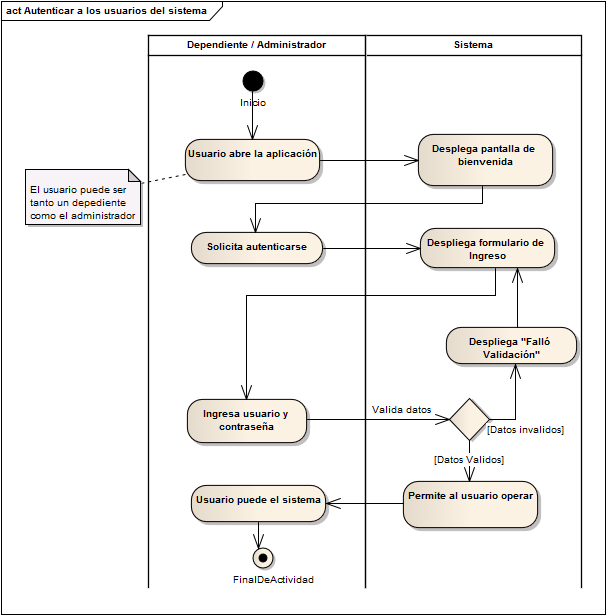 act Autenticar a los usuarios del sistema
Dependiente / Administrador
Sistema
Inicio
Usuario abre la aplicación
Desplega pantalla de
bienvenida
El usuario puede ser
tanto un depediente
como el administrador
Solicita autenticarse
Despliega formulario de
Ingreso
Despliega "Falló
Validación"
Ingresa usuario y
contraseña
Valida datos
[Datos invalidos]
[Datos Validos]
Usuario puede el sistema
Permite al usuario operar
FinalDeActividad